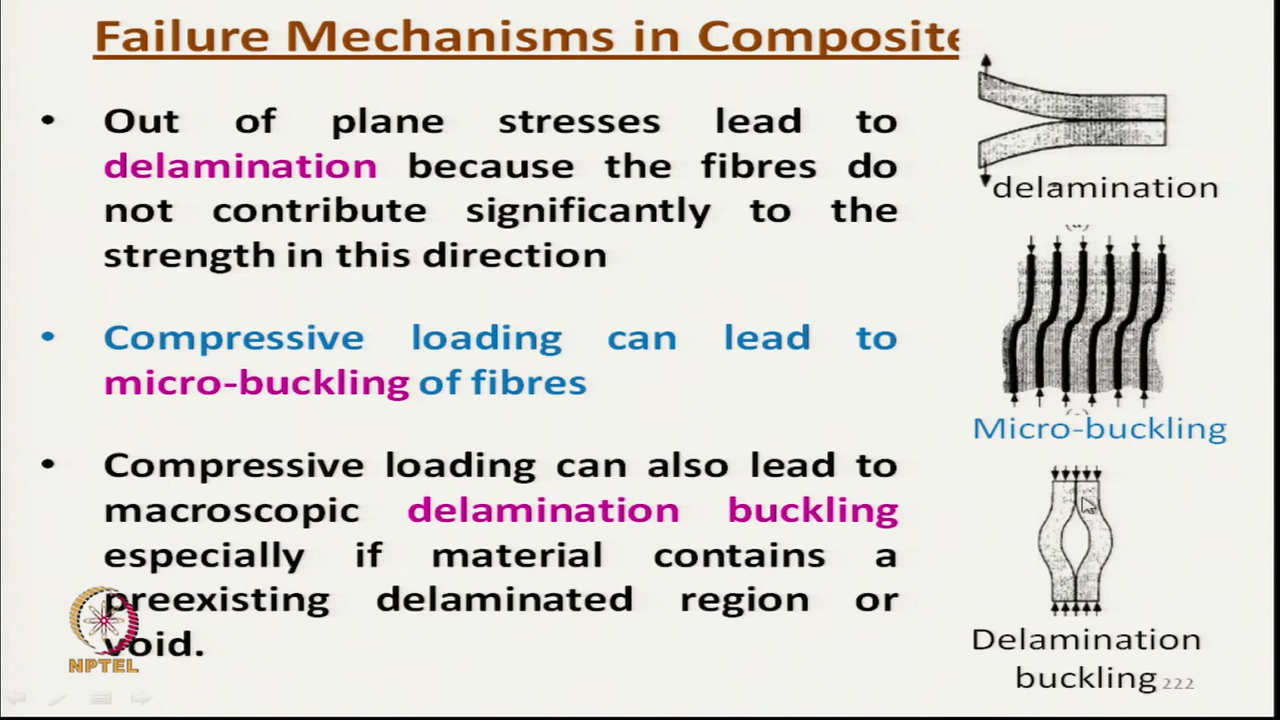 Failure Mechanisms in Composite
• Out of plane stresses lead to
delamination because the fibres do
not contribute significantly to the
strength in this direction
• Compressive loading can lead to
micro-buckling of fibres
• Compressive loading can also lead to
macroscopic delamination buckling
especially if material contains a
preexisting delaminated region or
void.
NPTEL
delamination
Micro-buckling
Delamination
buckling 222